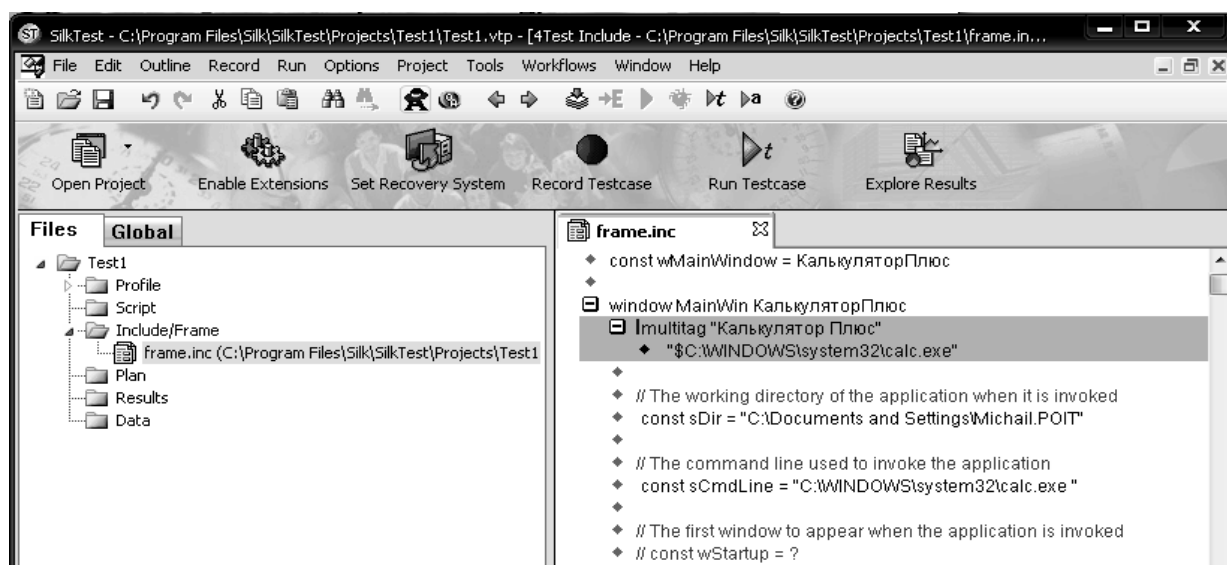 SilkTest - C:\Program Files\Silk\SilkTest\Projects\Test1\Test1.vtp - [4Test Include - C:\Program Files\Silk\SilkTest\Projects\Test1\frame.in...
File Edit Outline Record Run Options Project Tools Workflows Window Help
Open Project Enable Extensions Set Recovery System Record Testcase Run Testcase Explore Results
Files Global
Test1
Profile
Script
Include/Frame
frame.inc (C:\Program Files\Silk\SilkTest\Projects\Test1
Plan
Results
Data
frame.inc
const wMainWindow = КалькуляторПлюс
window MainWin КалькуляторПлюс
multitag "Калькулятор Плюс"
"$C:\WINDOWS\system32\calc.exe"
// The working directory of the application when it is invoked
const sDir = "C:\Documents and Settings\Michail.POIT"
// The command line used to invoke the application
const sCmdLine = "C:\WINDOWS\system32\calc.exe "
// The first window to appear when the application is invoked
// const wStartup = ?